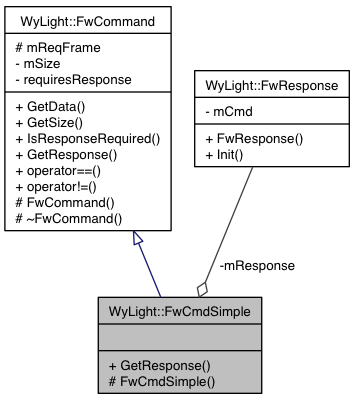 WyLight::FwCommand
# mReqFrame
- mSize
- requiresResponse
+ GetData()
+ GetSize()
+ IsResponseRequired()
+ GetResponse()
+ operator==()
+ operator!=()
# FwCommand()
# ~FwCommand()
WyLight::FwResponse
- mCmd
+ FwResponse()
+ Init()
-mResponse
WyLight::FwCmdSimple
+ GetResponse()
# FwCmdSimple()